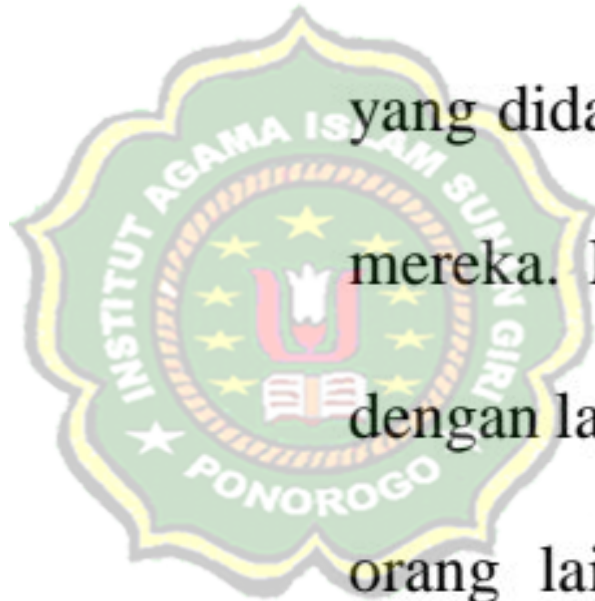 INSTITUT AGAMA ISLAM SUNAN GIRI
PONOROGO
yang dida
mereka.
dengan la
orang lai